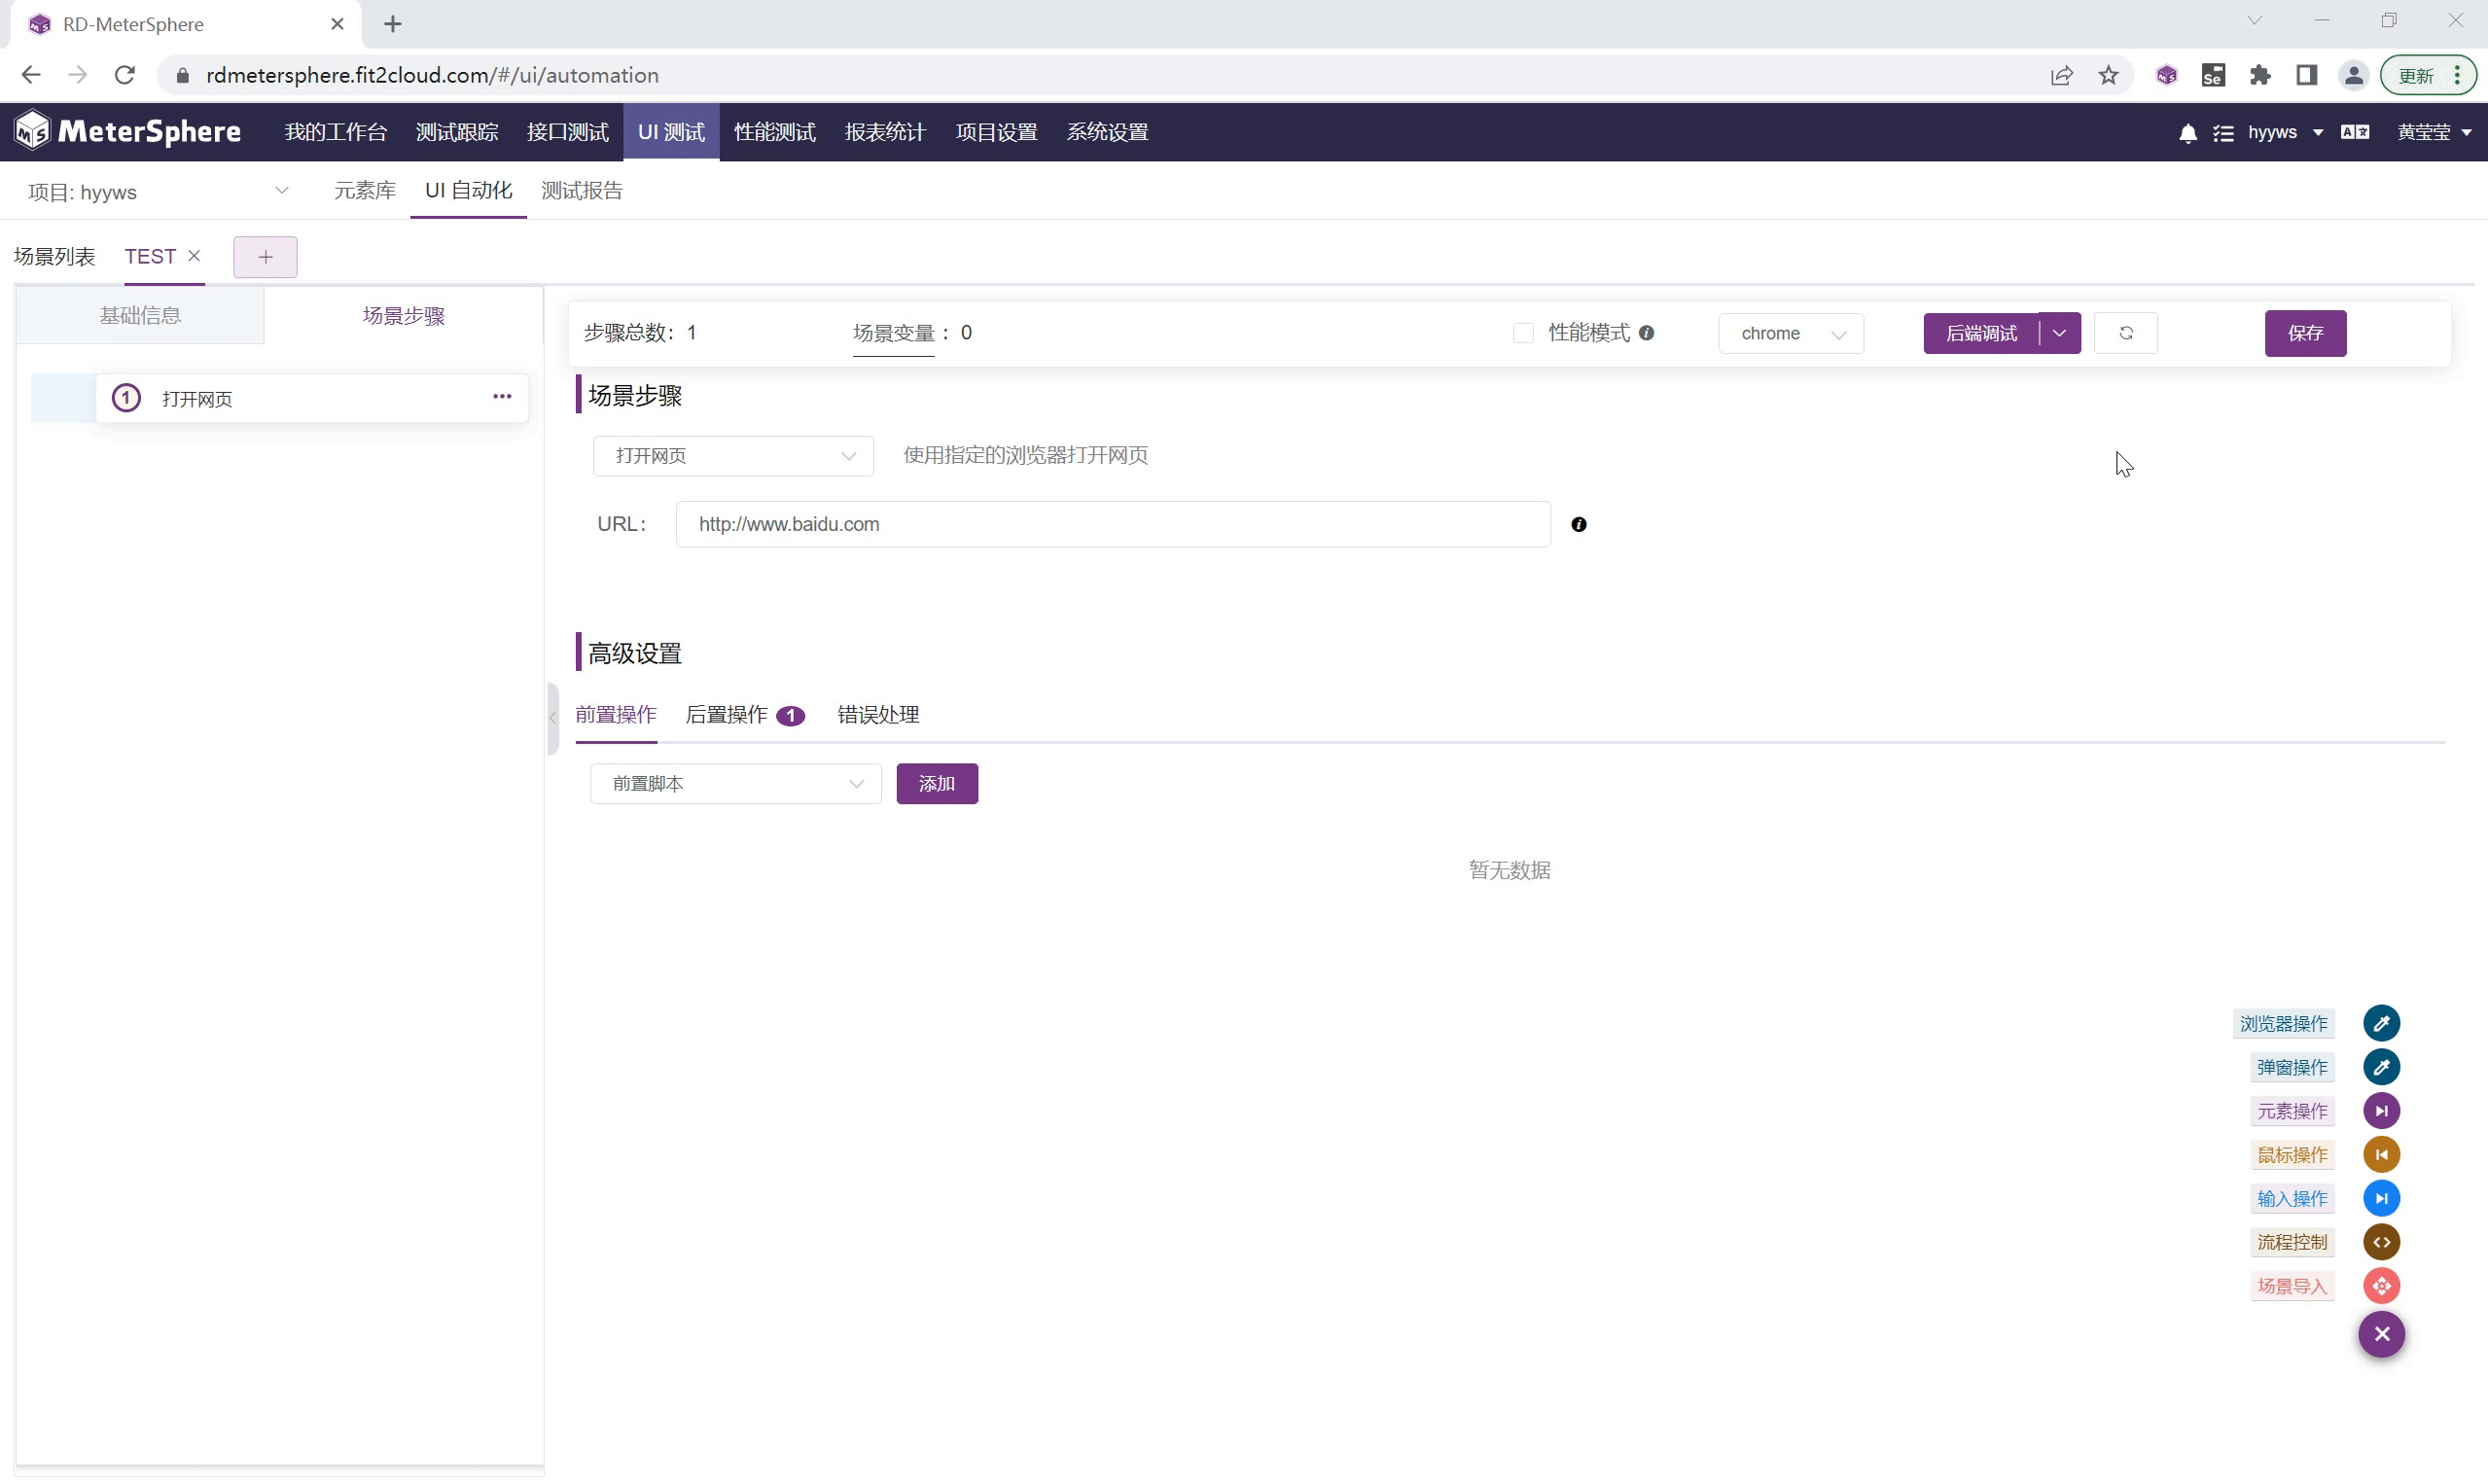 RD-MeterSphere
rdmetersphere.fit2cloud.com/#/ui/automation
Se
更新
MeterSphere 我的工作台 测试跟踪 接口测试 UI 测试 性能测试 报表统计 项目设置 系统设置 hyyws 黄莹莹
项目: hyyws 元素库 UI 自动化 测试报告
场景列表 TEST
基础信息 场景步骤
步骤总数: 1 场景变量 : 0 性能模式 chrome 后端调试 保存
1 打开网页
场景步骤
打开网页 使用指定的浏览器打开网页
URL: http://www.baidu.com
高级设置
前置操作 后置操作 1 错误处理
前置脚本 添加
暂无数据
浏览器操作
弹窗操作
元素操作
鼠标操作
输入操作
流程控制
场景导入